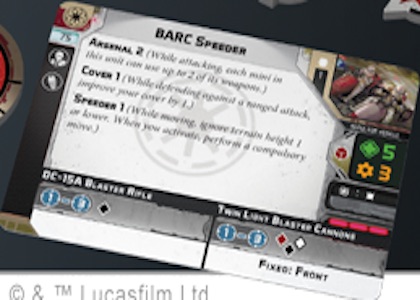 BARC Speeder
75
Arsenal 2 (While attacking, each mini in
this unit can use up to 2 of its weapons.)
Cover 1 (While defending against a ranged attack,
improve your cover by 1.)
Speeder 1 (While moving, ignore terrain height 1
or lower. When you activate, perform a compulsory
move.)
5
3
DC-15A Blaster Rifle
1 3
Twin Light Blaster Cannons
1 3
Fixed: Front
© & ™ Lucasfilm Ltd